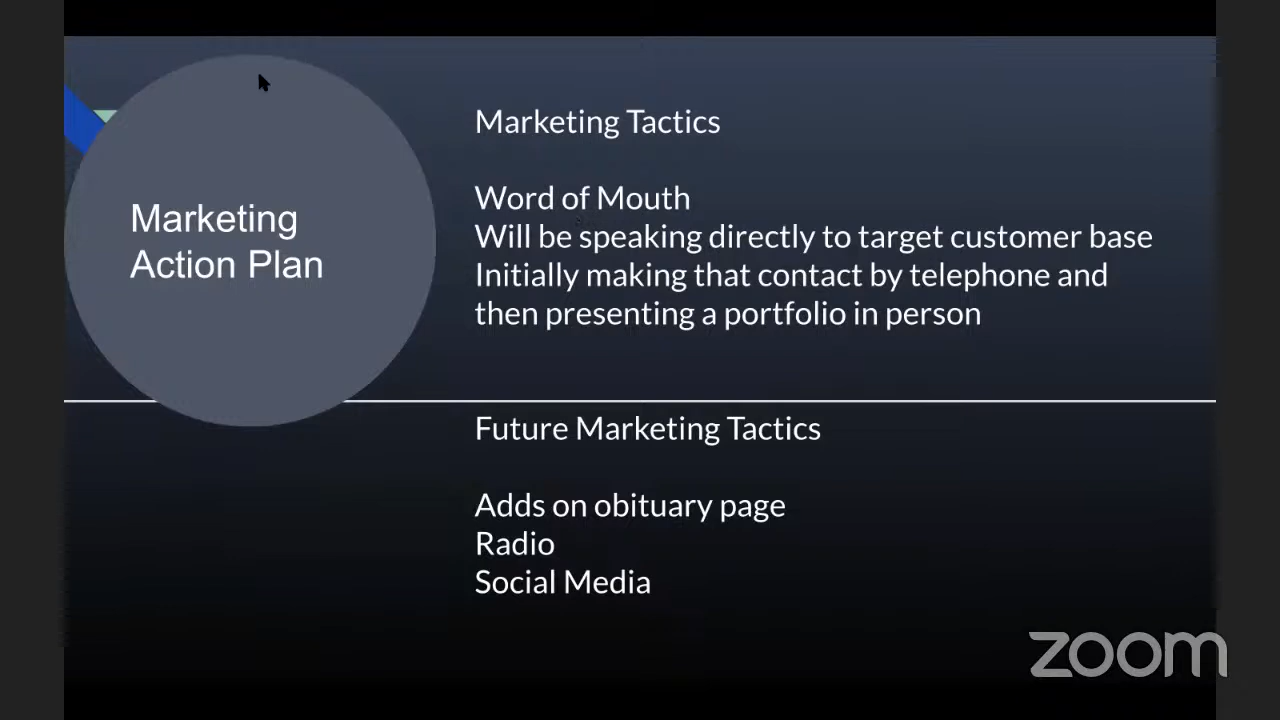 Marketing
Action Plan
Marketing Tactics
Word of Mouth
Will be speaking directly to target customer base
Initially making that contact by telephone and
then presenting a portfolio in person
Future Marketing Tactics
Adds on obituary page
Radio
Social Media
zoom